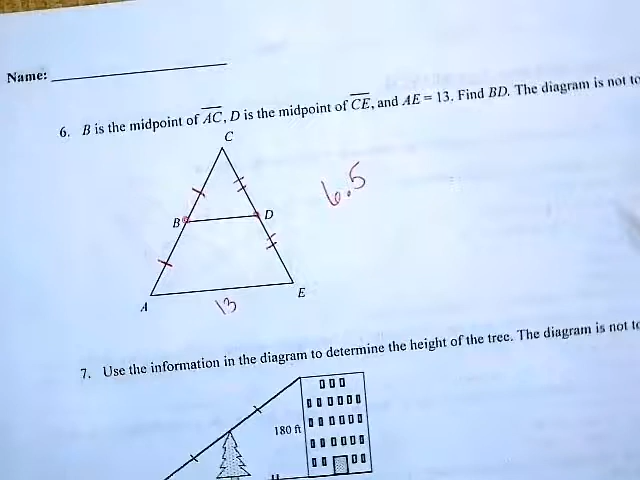 Name:
6. B is the midpoint of AC, D is the midpoint of CE, and AE = 13. Find BD. The diagram is not to
C
B
D
6.5
A
E
13
7. Use the information in the diagram to determine the height of the tree. The diagram is not to
180 ft